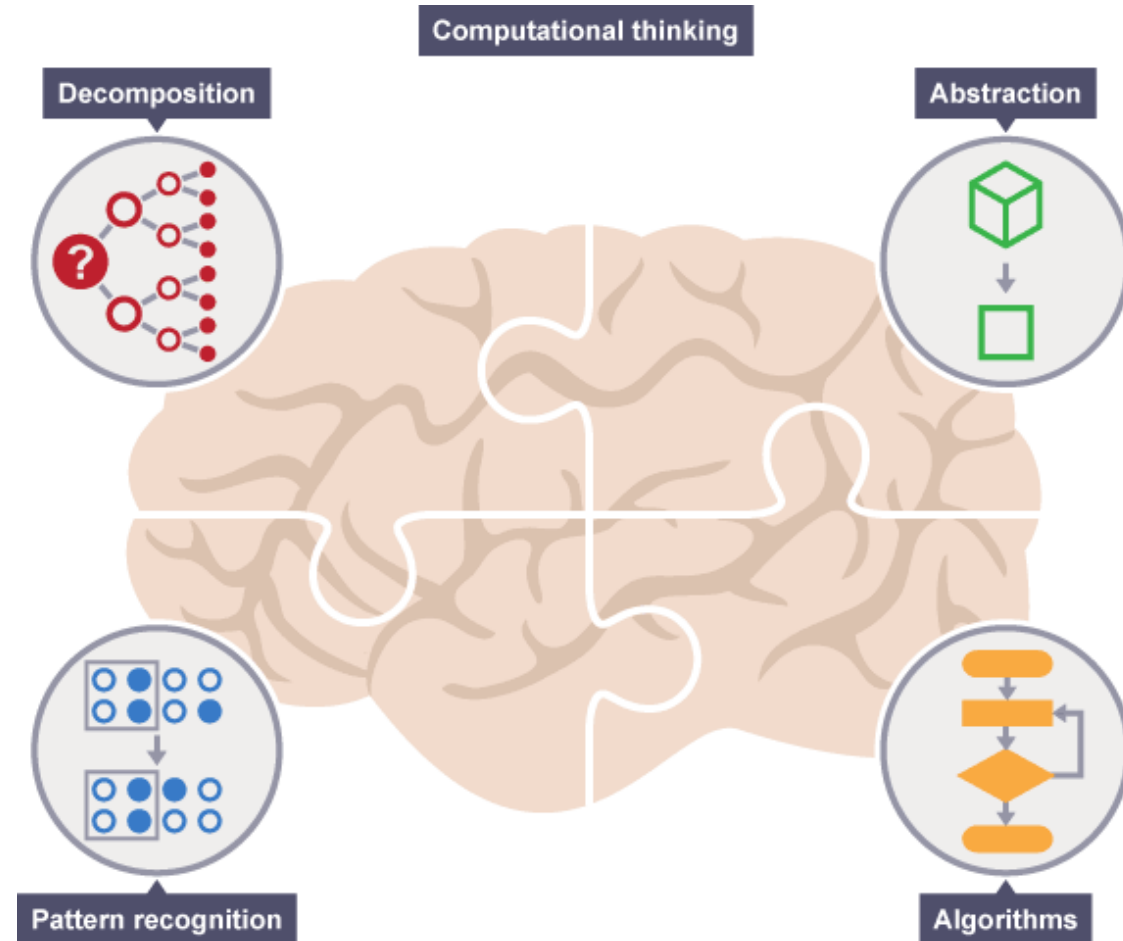 Computational thinking
Decomposition
Abstraction
?
Pattern recognition
Algorithms